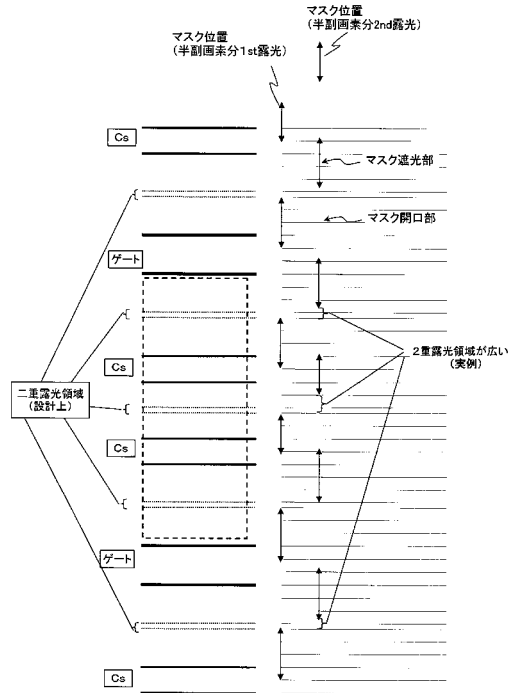 マスク位置
(半副画素分2nd露光)
マスク位置
(半副画素分1st露光)
Cs
マスク遮光部
マスク開口部
ゲート
Cs
2重露光領域が広い
(実例)
二重露光領域
(設計上)
Cs
ゲート
Cs